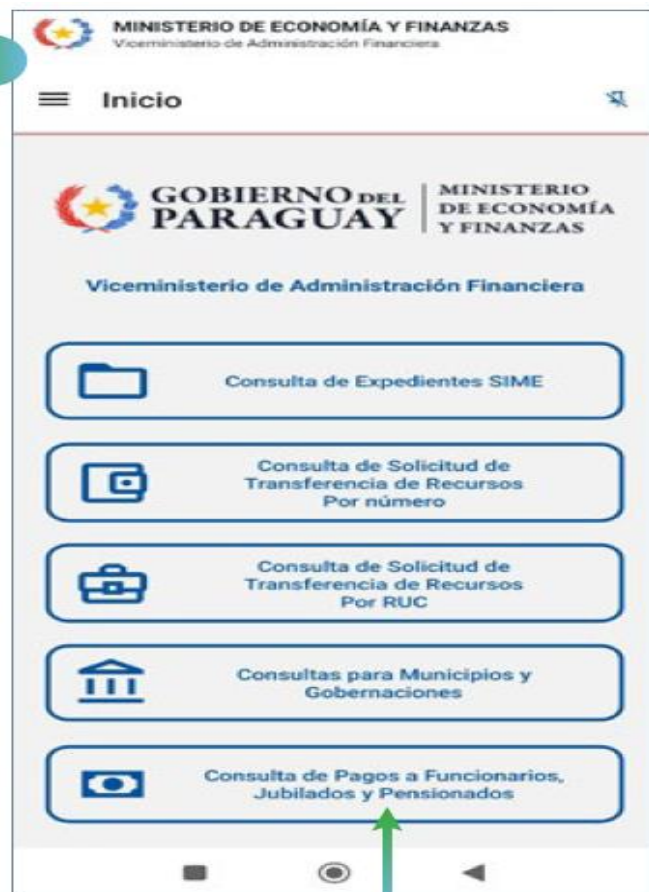 MINISTERIO DE ECONOMÍA Y FINANZAS
Viceministerio de Administración Financiera
Inicio
GOBIERNO DEL
PARAGUAY
MINISTERIO
DE ECONOMÍA
Y FINANZAS
Viceministerio de Administración Financiera
Consulta de Expedientes SIME
Consulta de Solicitud de
Transferencia de Recursos
Por número
Consulta de Solicitud de
Transferencia de Recursos
Por RUC
Consultas para Municipios y
Gobernaciones
Consulta de Pagos a Funcionarios,
Jubilados y Pensionados